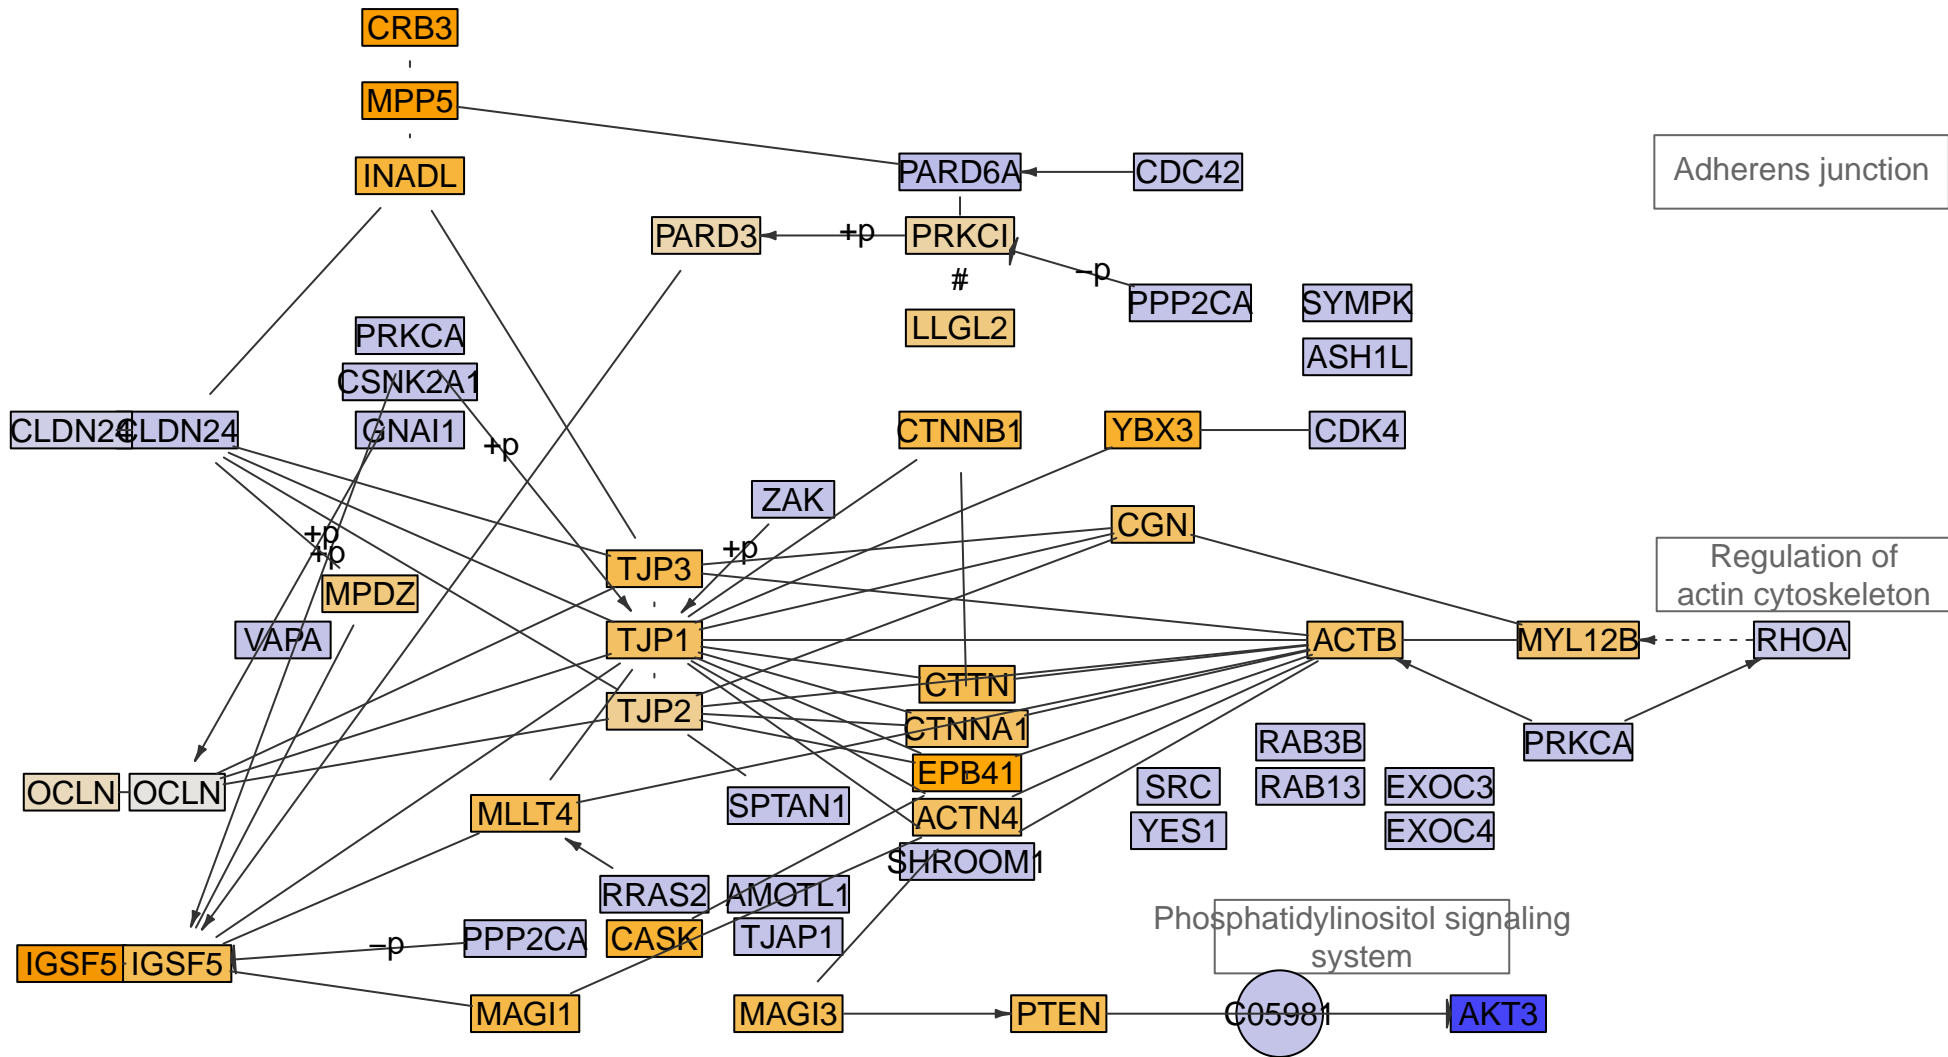 CRB3
MPP5
INADL
PARD6A
CDC42
Adherens junction
PARD3
+p
PRKCI
−p
#
PPP2CA
SYMPK
LLGL2
PRKCA
ASH1L
CSNK2A1
CLDN24
CLDN24
GNAI1
+p
CTNNB1
YBX3
CDK4
ZAK
CGN
+p
+p
+p
TJP3
Regulation of
actin cytoskeleton
MPDZ
VAPA
TJP1
ACTB
MYL12B
RHOA
CTTN
TJP2
CTNNA1
RAB3B
PRKCA
EPB41
OCLN
OCLN
SPTAN1
SRC
RAB13
EXOC3
MLLT4
ACTN4
YES1
EXOC4
SHROOM1
RRAS2
AMOTL1
Phosphatidylinositol signaling
system
PPP2CA
−p
CASK
TJAP1
IGSF5
IGSF5
MAGI1
MAGI3
PTEN
C05981
AKT3